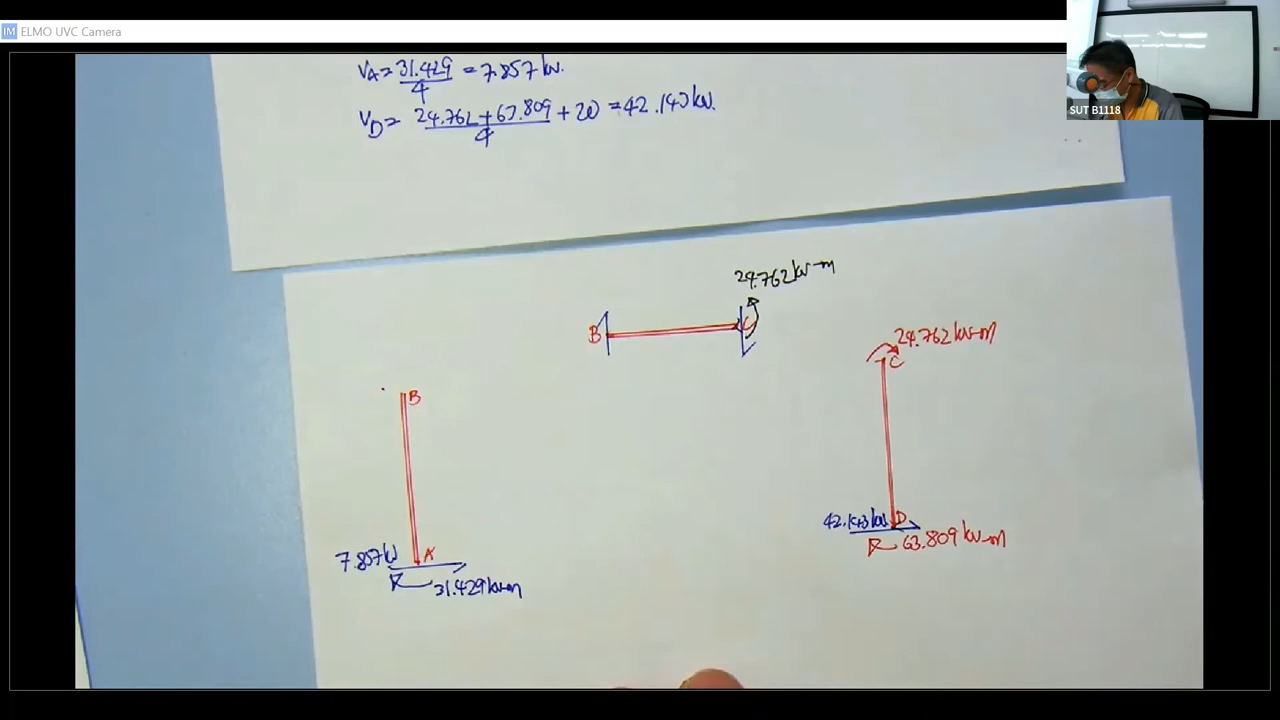 IM ELMO UVC Camera
SUT B1118
VA = 31.429/4 = 7.857 kN.
VD = 24.762 + 63.809/4 + 20 = 42.143 kN.
24.762 kN-m
B C
24.762 kN-m
C
B
42.143 kN D
63.809 kN-m
7.857 kN A
31.429 kN-m